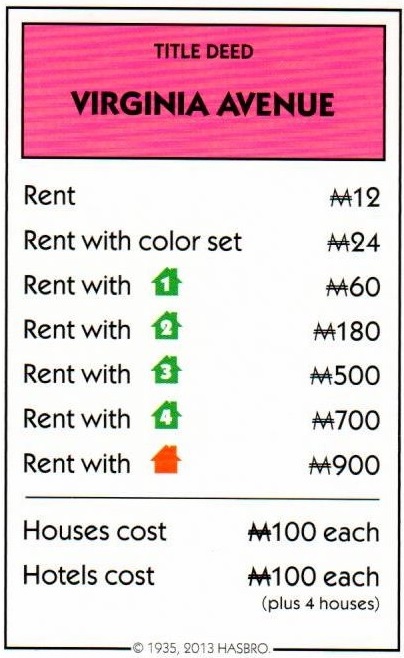 TITLE DEED
VIRGINIA AVENUE
Rent ₩12
Rent with color set ₩24
Rent with 1 ₩60
Rent with 2 ₩180
Rent with 3 ₩500
Rent with 4 ₩700
Rent with ₩900
Houses cost ₩100 each
Hotels cost ₩100 each
(plus 4 houses)
© 1935, 2013 HASBRO.